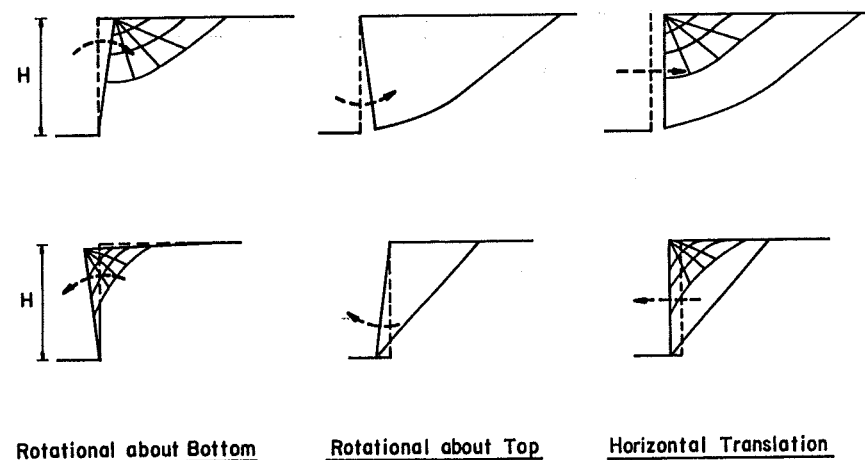 H
H
Rotational about Bottom
Rotational about Top
Horizontal Translation